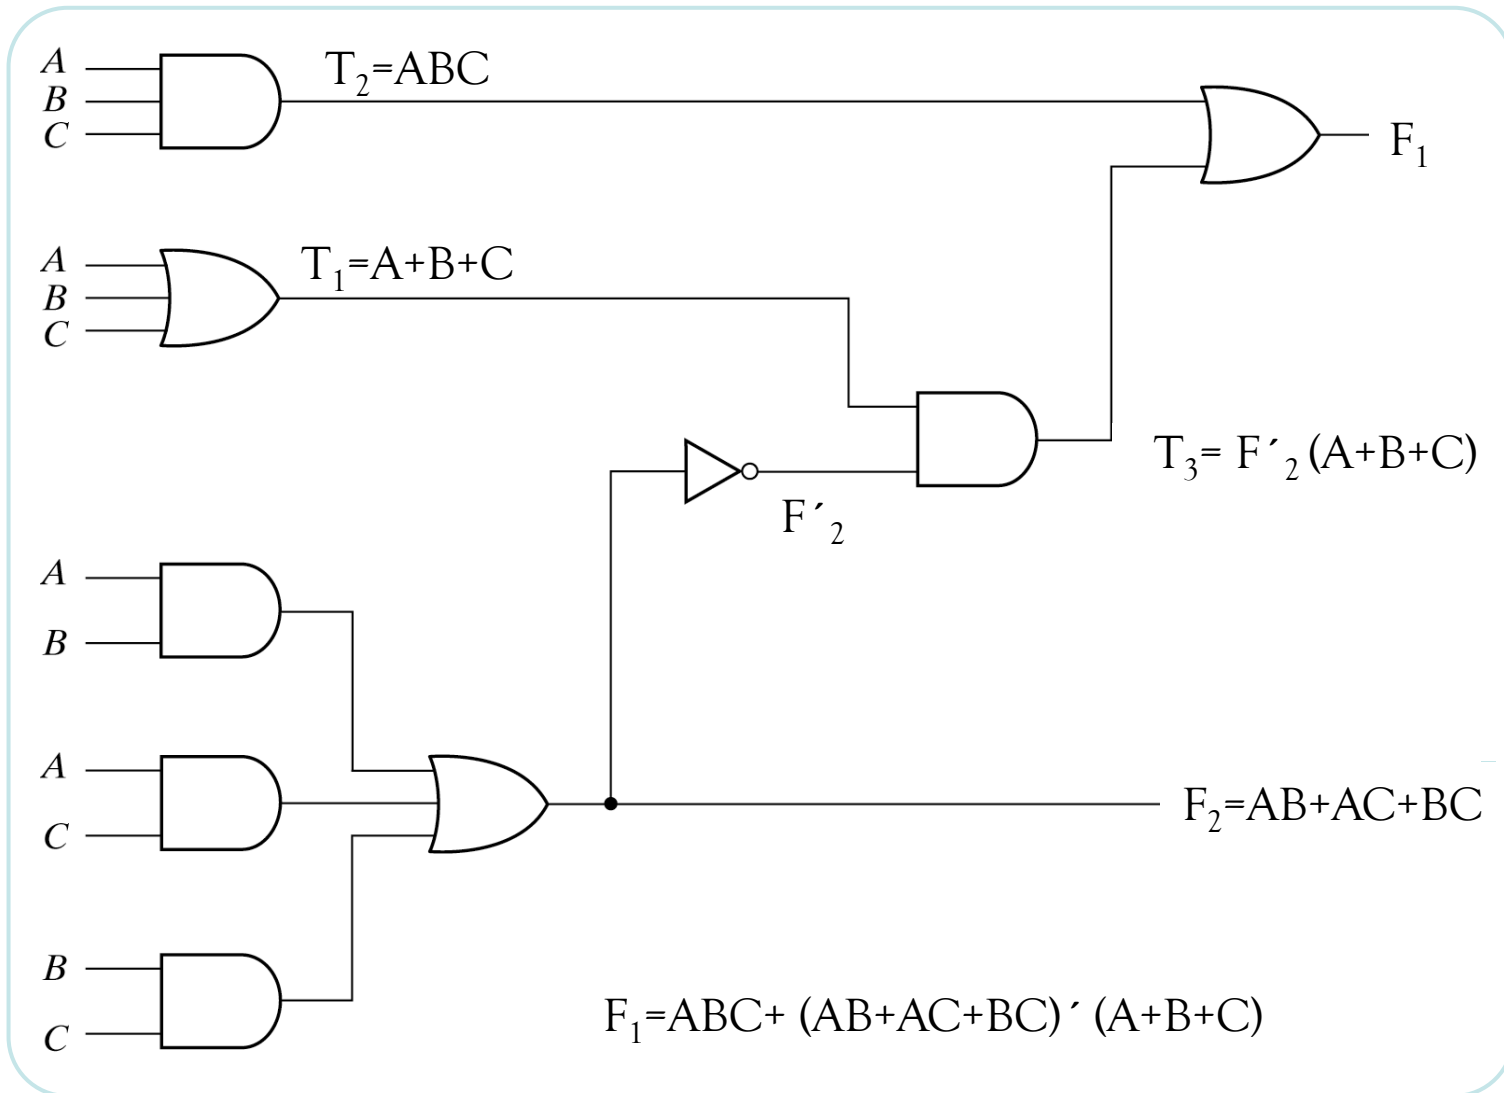 A
T₂=ABC
B
C
F₁
A
T₁=A+B+C
B
C
T₃= F´₂ (A+B+C)
F´₂
A
B
A
C
F₂=AB+AC+BC
B
C
F₁=ABC+ (AB+AC+BC)´ (A+B+C)